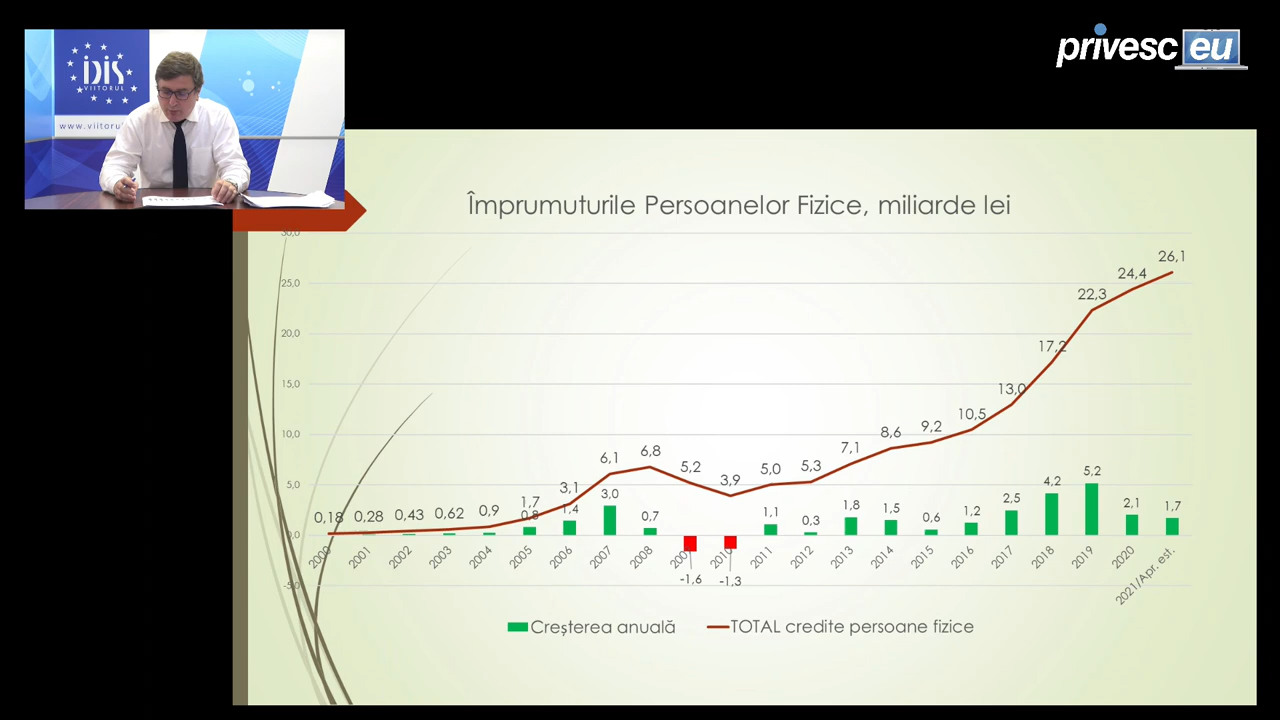 IDIS
VIITORUL
www.viitorul
privesc eu
Împrumuturile Persoanelor Fizice, miliarde lei
30,0
25,0
20,0
15,0
10,0
5,0
0,0
-5,0
0,18 0,28 0,43 0,62 0,9 1,7 3,1 6,1 6,8 5,2 3,9 5,0 5,3 7,1 8,6 9,2 10,5 13,0 17,2 22,3 24,4 26,1
0,8 1,4 3,0 0,7 -1,6 -1,3 1,1 0,3 1,8 1,5 0,6 1,2 2,5 4,2 5,2 2,1 1,7
2000 2001 2002 2003 2004 2005 2006 2007 2008 2009 2010 2011 2012 2013 2014 2015 2016 2017 2018 2019 2020 2021/Apr. est.
Creșterea anuală TOTAL credite persoane fizice